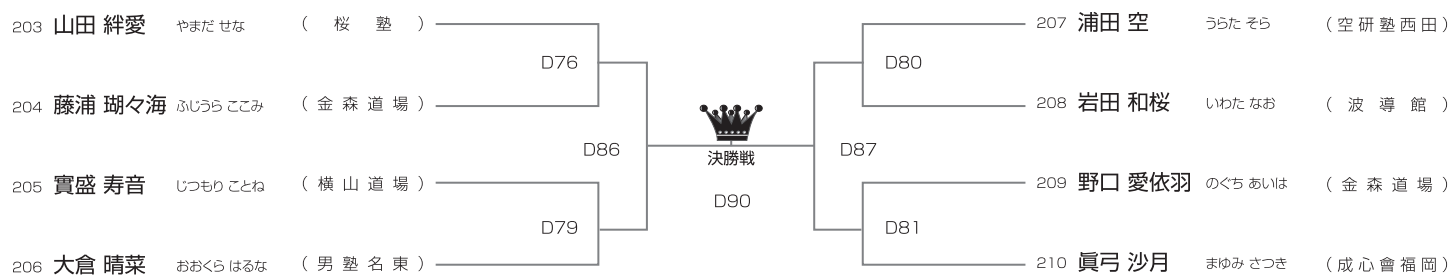 203 山田 絆愛 やまだ せな （ 桜 塾 ）
D76
204 藤浦 瑚々海 ふじうら ここみ （ 金 森 道 場 ）
D86
205 實盛 寿音 じつもり ことね （ 横 山 道 場 ）
D79
206 大倉 晴菜 おおくら はるな （ 男 塾 名 東 ）
決勝戦
D90
207 浦田 空 うらた そら （ 空 研 塾 西 田 ）
D80
208 岩田 和桜 いわた なお （ 波 導 館 ）
D87
209 野口 愛依羽 のぐち あいは （ 金 森 道 場 ）
D81
210 眞弓 沙月 まゆみ さつき （ 成 心 會 福 岡 ）